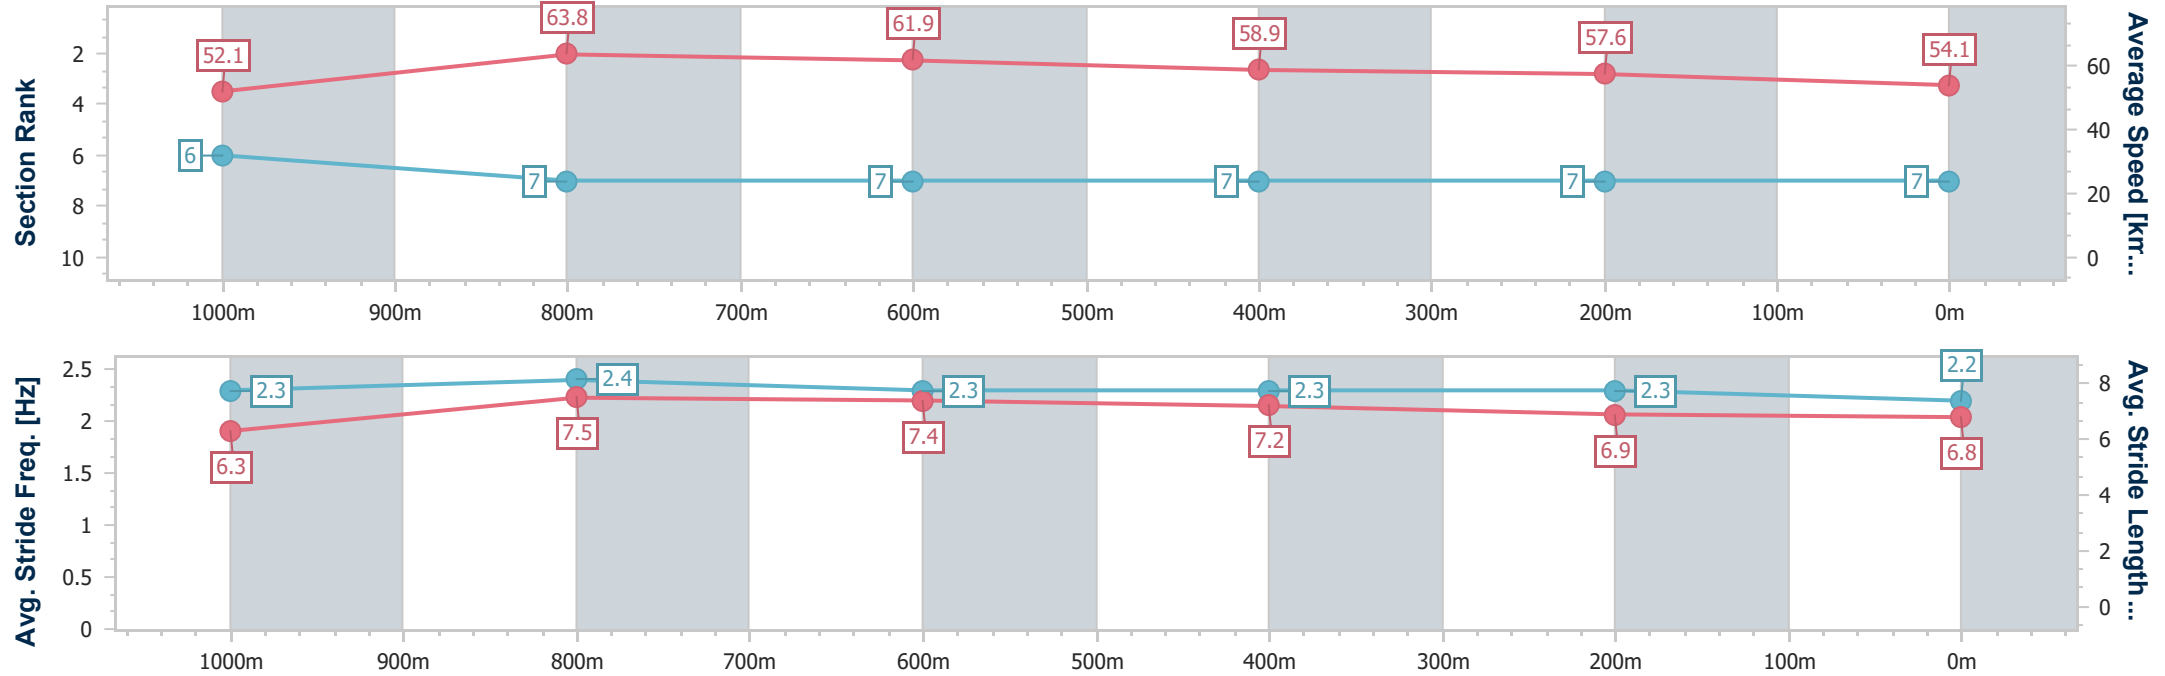 Section Rank
2
4
6
8
10
52.1
63.8
61.9
58.9
57.6
54.1
6
7
7
7
7
7
60
40
20
0
Average Speed [km...
1000m
900m
800m
700m
600m
500m
400m
300m
200m
100m
0m
Avg. Stride Freq. [Hz]
2.5
2
1.5
1
0.5
0
2.3
2.4
2.3
2.3
2.3
2.2
6.3
7.5
7.4
7.2
6.9
6.8
8
6
4
2
0
Avg. Stride Length...
1000m
900m
800m
700m
600m
500m
400m
300m
200m
100m
0m